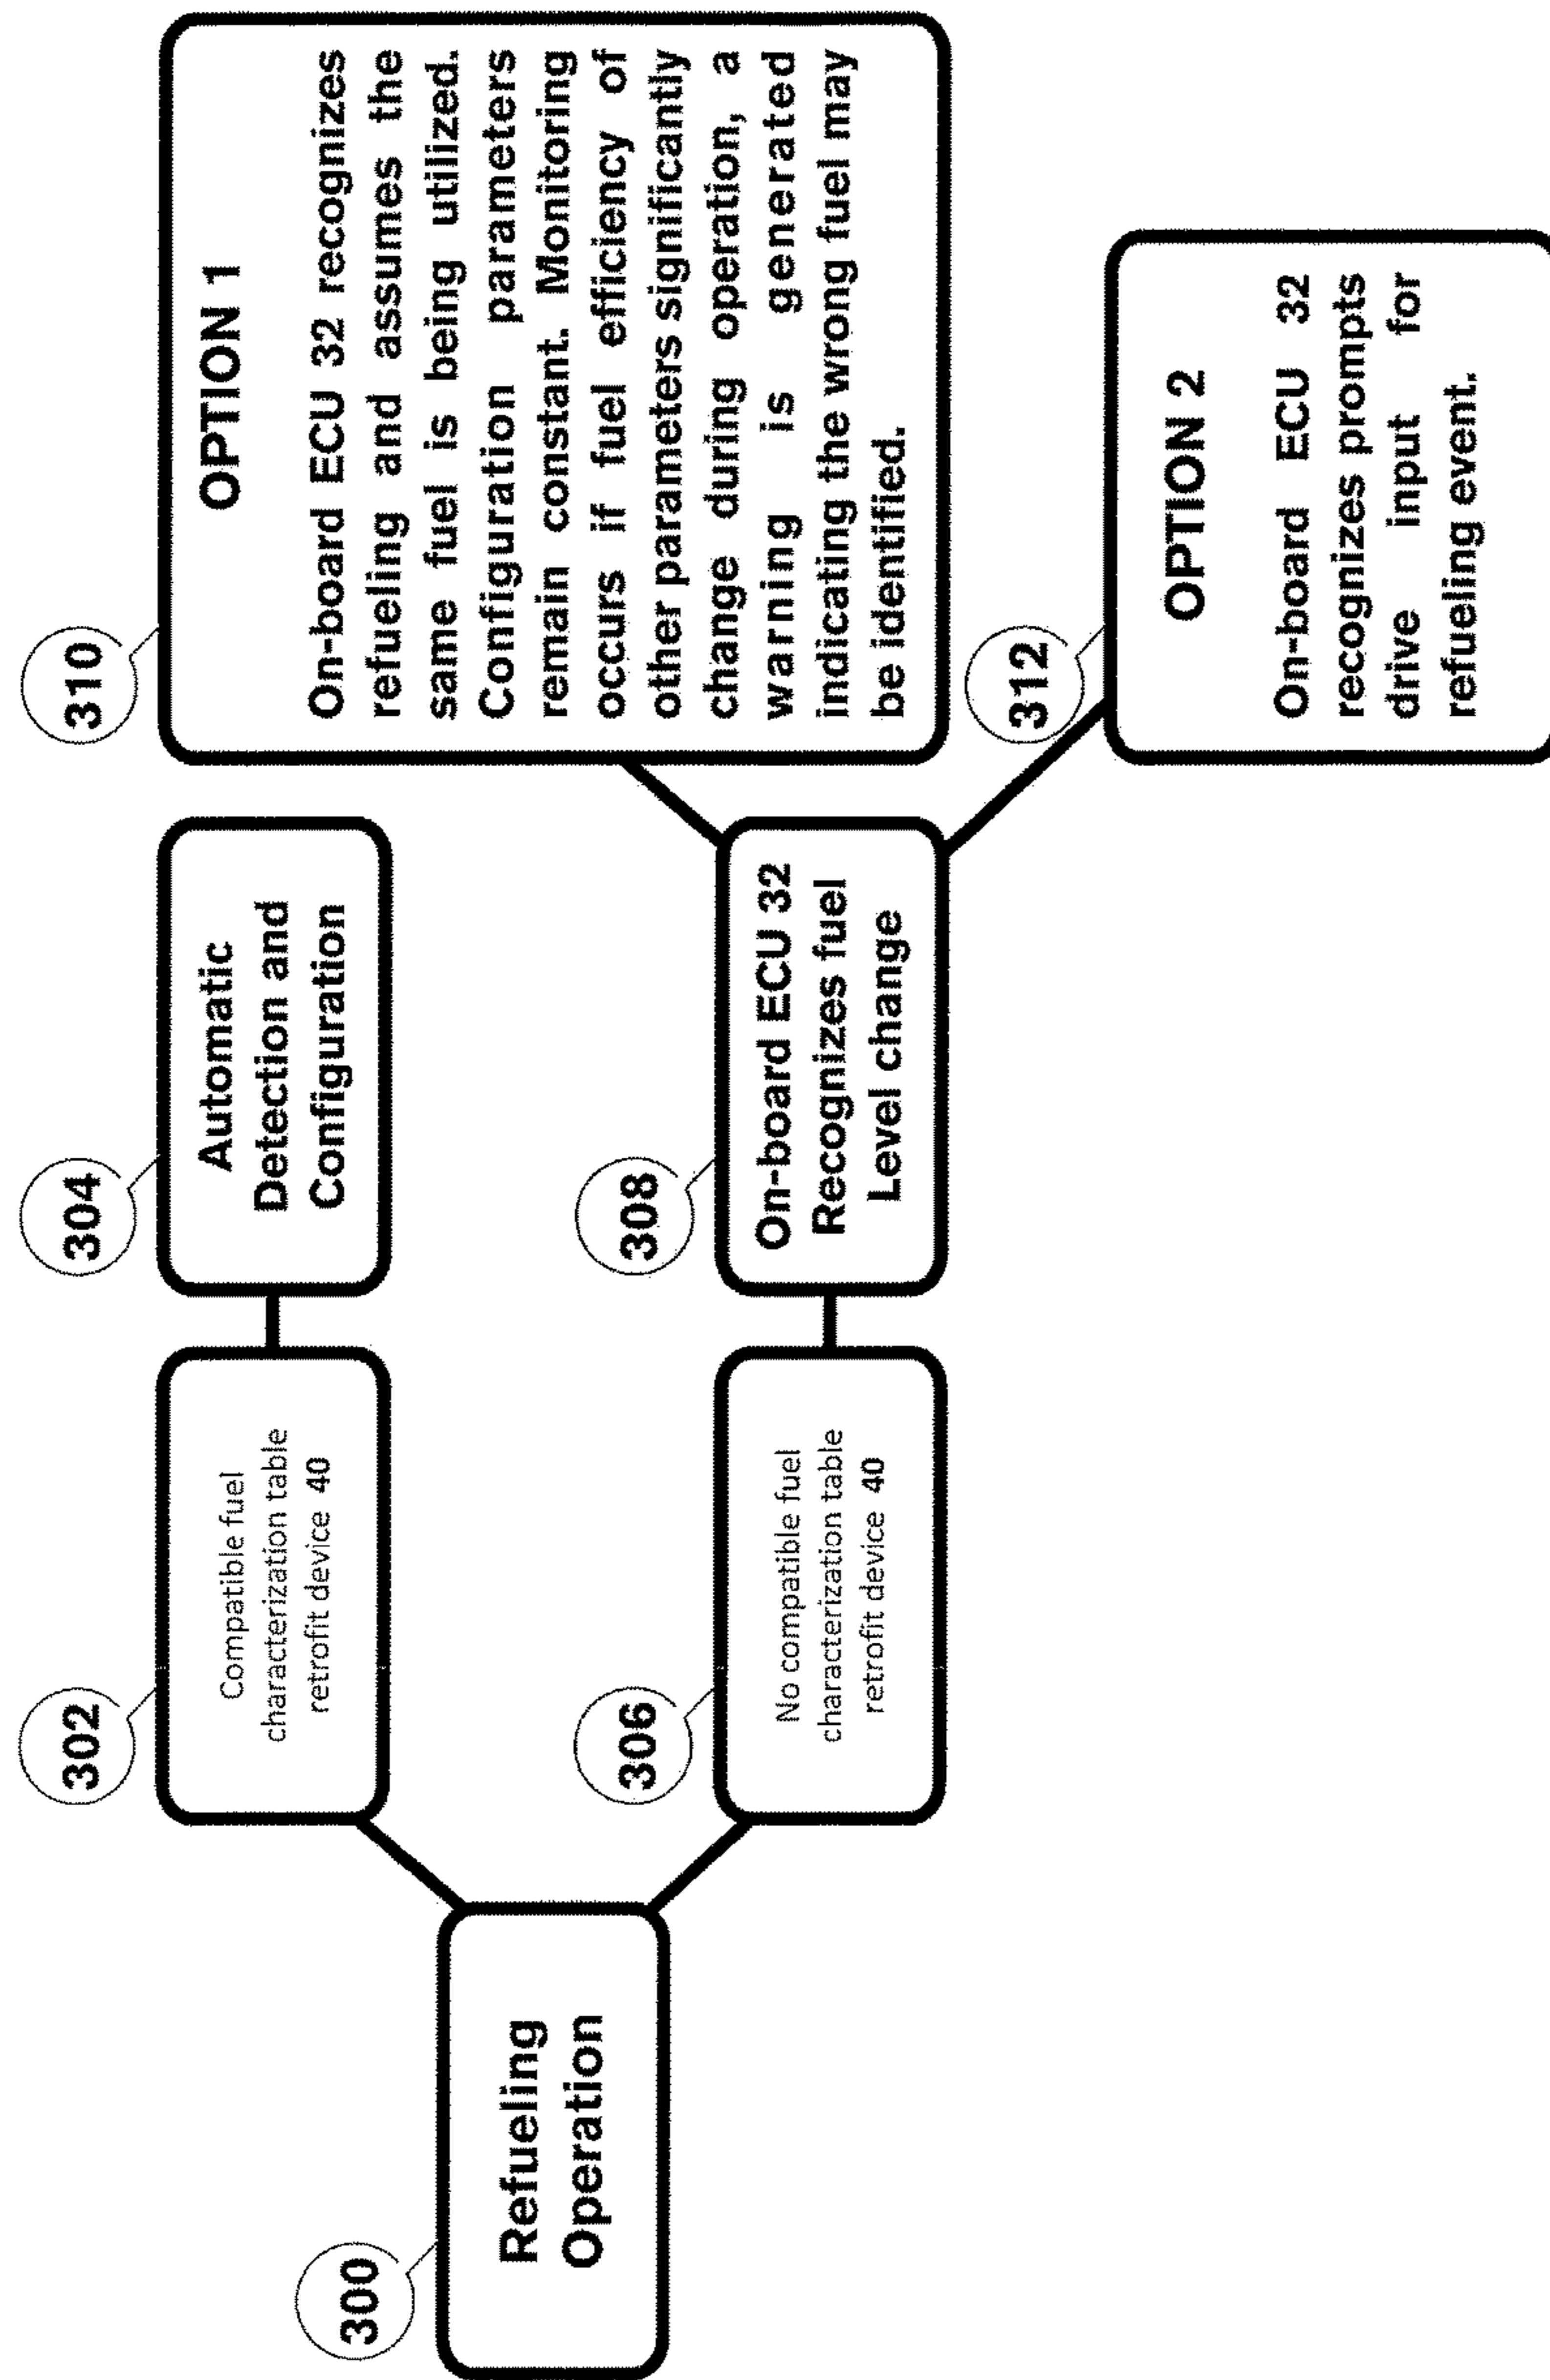 300
Refueling
Operation
302
Compatible fuel
characterization table
retrofit device 40
304
Automatic
Detection and
Configuration
306
No compatible fuel
characterization table
retrofit device 40
308
On-board ECU 32
Recognizes fuel
Level change
310
OPTION 1
On-board ECU 32 recognizes
refueling and assumes the
same fuel is being utilized.
Configuration parameters
remain constant. Monitoring
occurs if fuel efficiency of
other parameters significantly
change during operation, a
warning is generated
indicating the wrong fuel may
be identified.
312
OPTION 2
On-board ECU 32
recognizes prompts
drive input for
refueling event.